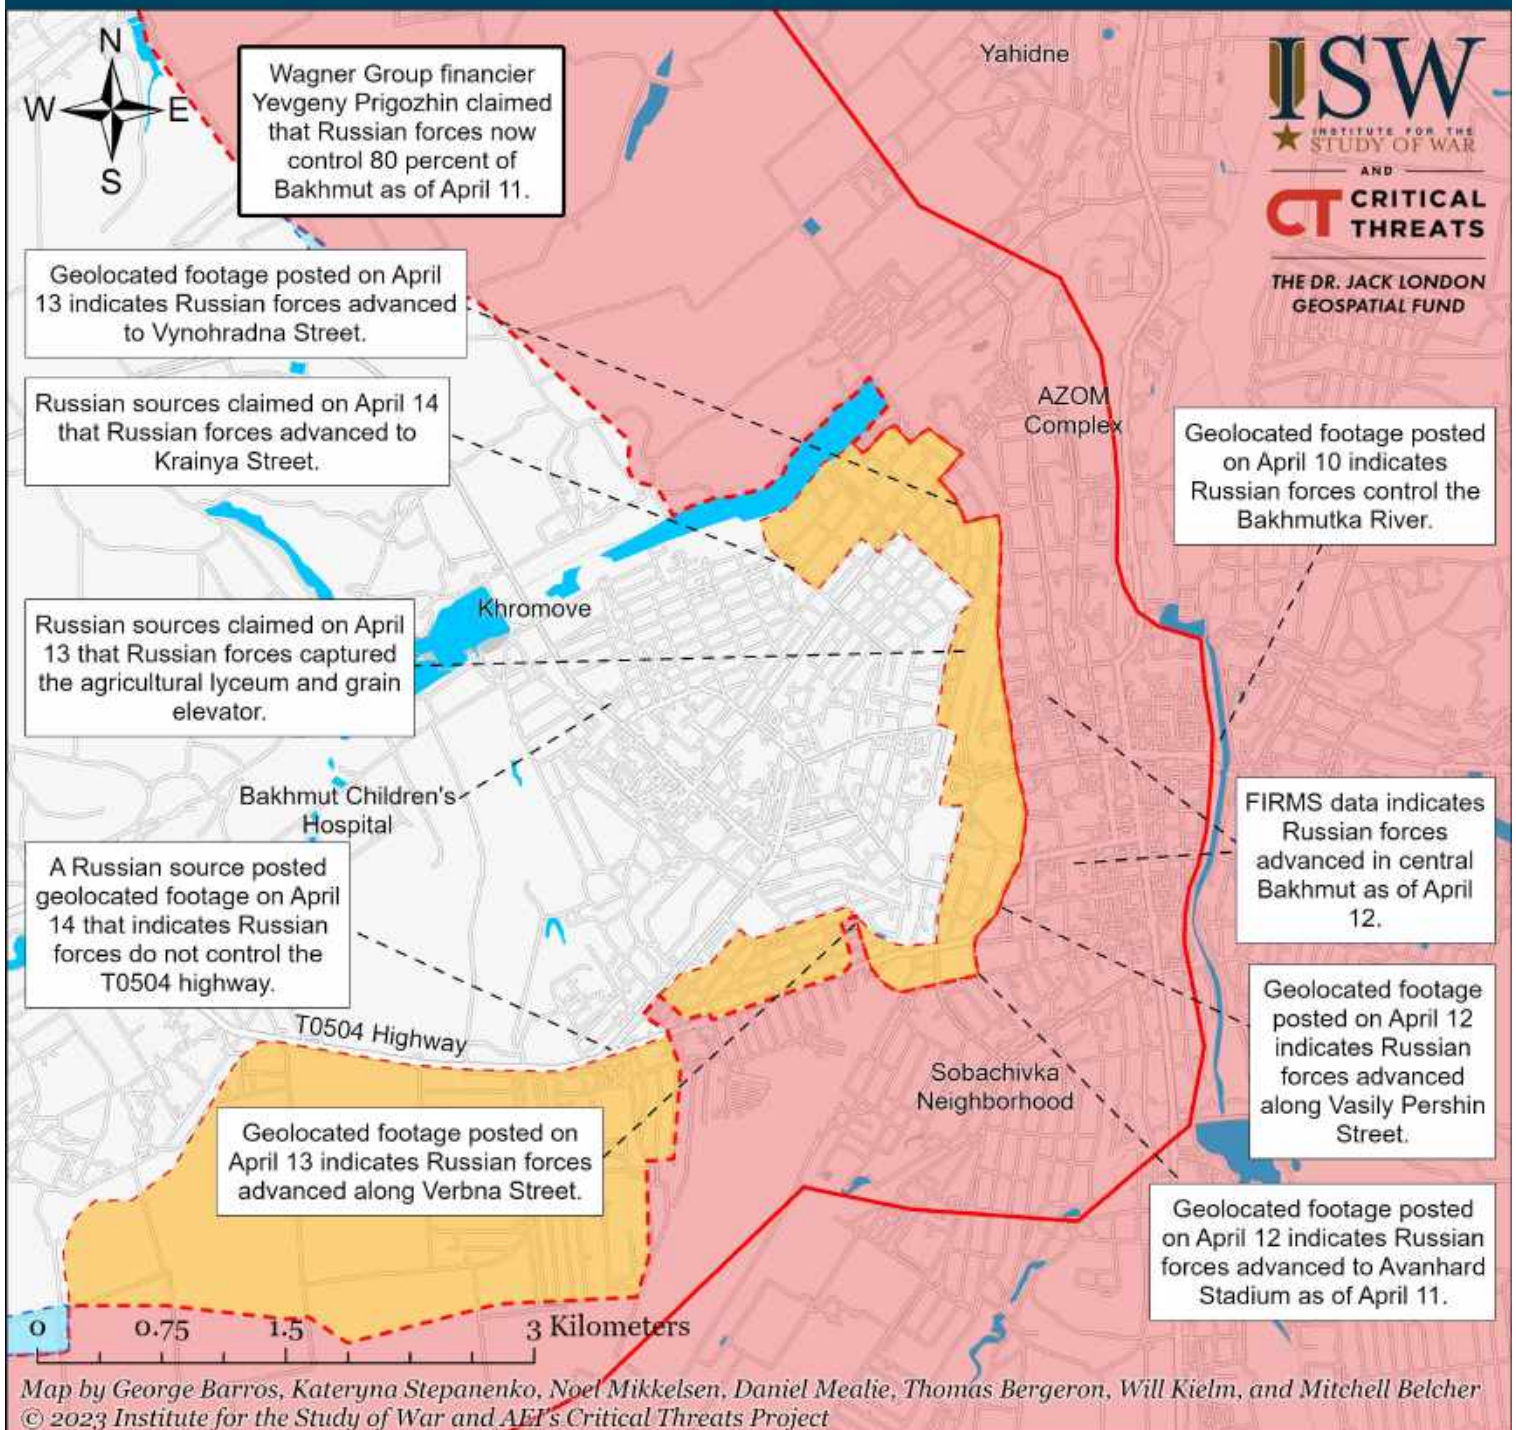 N
W
E
S
Wagner Group financier
Yevgeny Prigozhin claimed
that Russian forces now
control 80 percent of
Bakhmut as of April 11.
Yahidne
ISW
INSTITUTE FOR THE
STUDY OF WAR
AND
CT CRITICAL
THREATS
THE DR. JACK LONDON
GEOSPATIAL FUND
Geolocated footage posted on April
13 indicates Russian forces advanced
to Vynohradna Street.
Russian sources claimed on April 14
that Russian forces advanced to
Krainya Street.
AZOM
Complex
Geolocated footage posted
on April 10 indicates
Russian forces control the
Bakhmutka River.
Khromove
Russian sources claimed on April
13 that Russian forces captured
the agricultural lyceum and grain
elevator.
Bakhmut Children's
Hospital
FIRMS data indicates
Russian forces
advanced in central
Bakhmut as of April
12.
A Russian source posted
geolocated footage on April
14 that indicates Russian
forces do not control the
T0504 highway.
T0504 Highway
Geolocated footage
posted on April 12
indicates Russian
forces advanced
along Vasily Pershin
Street.
Sobachivka
Neighborhood
Geolocated footage posted on
April 13 indicates Russian forces
advanced along Verbna Street.
Geolocated footage posted
on April 12 indicates Russian
forces advanced to Avanhard
Stadium as of April 11.
0 0.75 1.5 3 Kilometers
Map by George Barros, Kateryna Stepanenko, Noel Mikkelsen, Daniel Mealie, Thomas Bergeron, Will Kielm, and Mitchell Belcher
© 2023 Institute for the Study of War and AEI's Critical Threats Project